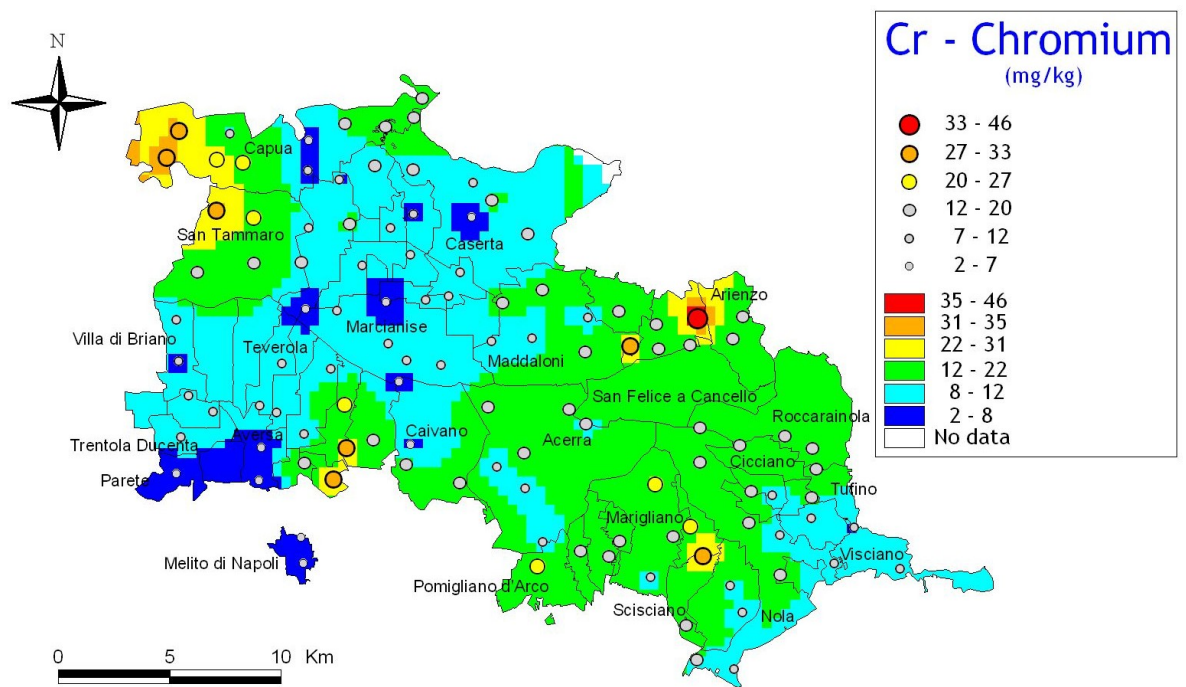 Cr - Chromium
(mg/kg)
33 - 46
27 - 33
20 - 27
12 - 20
7 - 12
2 - 7
35 - 46
31 - 35
22 - 31
12 - 22
8 - 12
2 - 8
No data
N
Capua
San Tammaro
Caserta
Arienzo
Marcianise
Villa di Briano
Teverola
Maddaloni
San Felice a Cancello
Roccarainola
Caivano
Aversa
Acerra
Trentola Ducenta
Cicciano
Parete
Tufino
Marigliano
Visciano
Melito di Napoli
Pomigliano d'Arco
Scisciano
Nola
0 5 10 Km